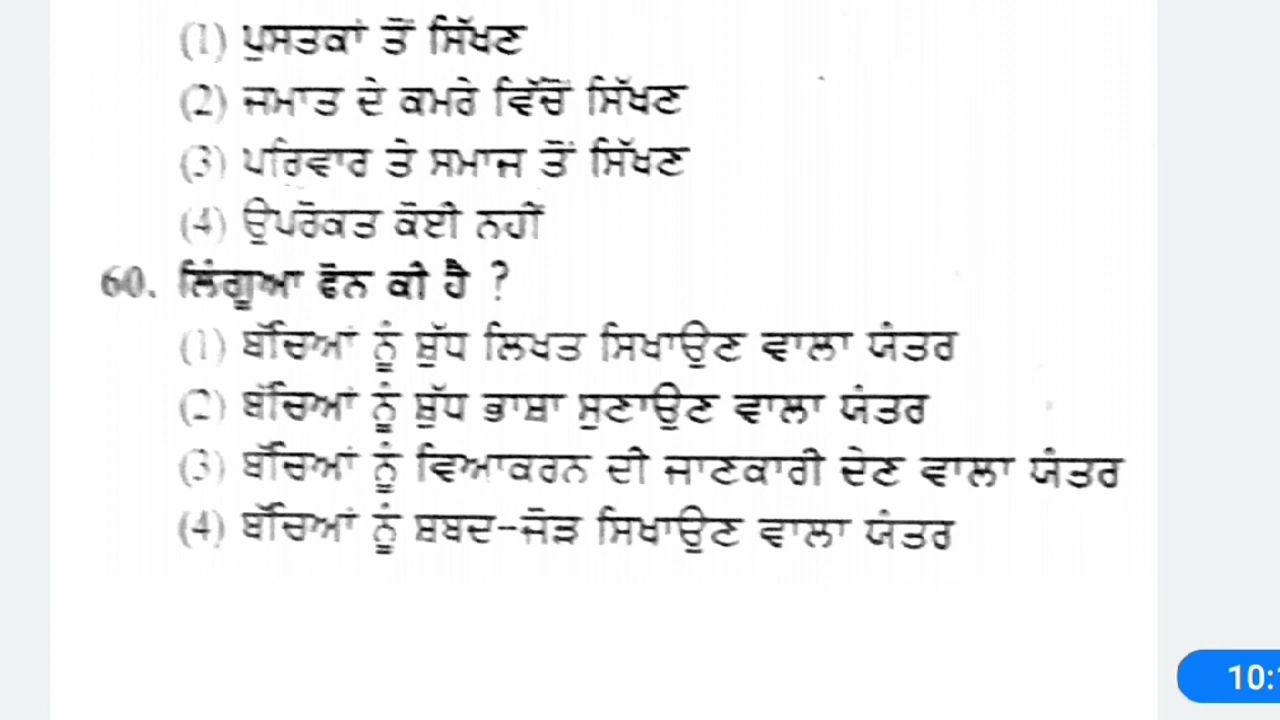 (1) ਪੁਸਤਕਾਂ ਤੋਂ ਸਿੱਖਣ
(2) ਜਮਾਤ ਦੇ ਕਮਰੇ ਵਿੱਚੋਂ ਸਿੱਖਣ
(3) ਪਰਿਵਾਰ ਤੇ ਸਮਾਜ ਤੋਂ ਸਿੱਖਣ
(4) ਉਪਰੋਕਤ ਕੋਈ ਨਹੀਂ
60. ਲਿੰਗੂਆ ਫੋਨ ਕੀ ਹੈ ?
(1) ਬੱਚਿਆਂ ਨੂੰ ਸ਼ੁੱਧ ਲਿਖਤ ਸਿਖਾਉਣ ਵਾਲਾ ਯੰਤਰ
(2) ਬੱਚਿਆਂ ਨੂੰ ਸ਼ੁੱਧ ਭਾਸ਼ਾ ਸੁਣਾਉਣ ਵਾਲਾ ਯੰਤਰ
(3) ਬੱਚਿਆਂ ਨੂੰ ਵਿਆਕਰਨ ਦੀ ਜਾਣਕਾਰੀ ਦੇਣ ਵਾਲਾ ਯੰਤਰ
(4) ਬੱਚਿਆਂ ਨੂੰ ਸ਼ਬਦ-ਜੋੜ ਸਿਖਾਉਣ ਵਾਲਾ ਯੰਤਰ